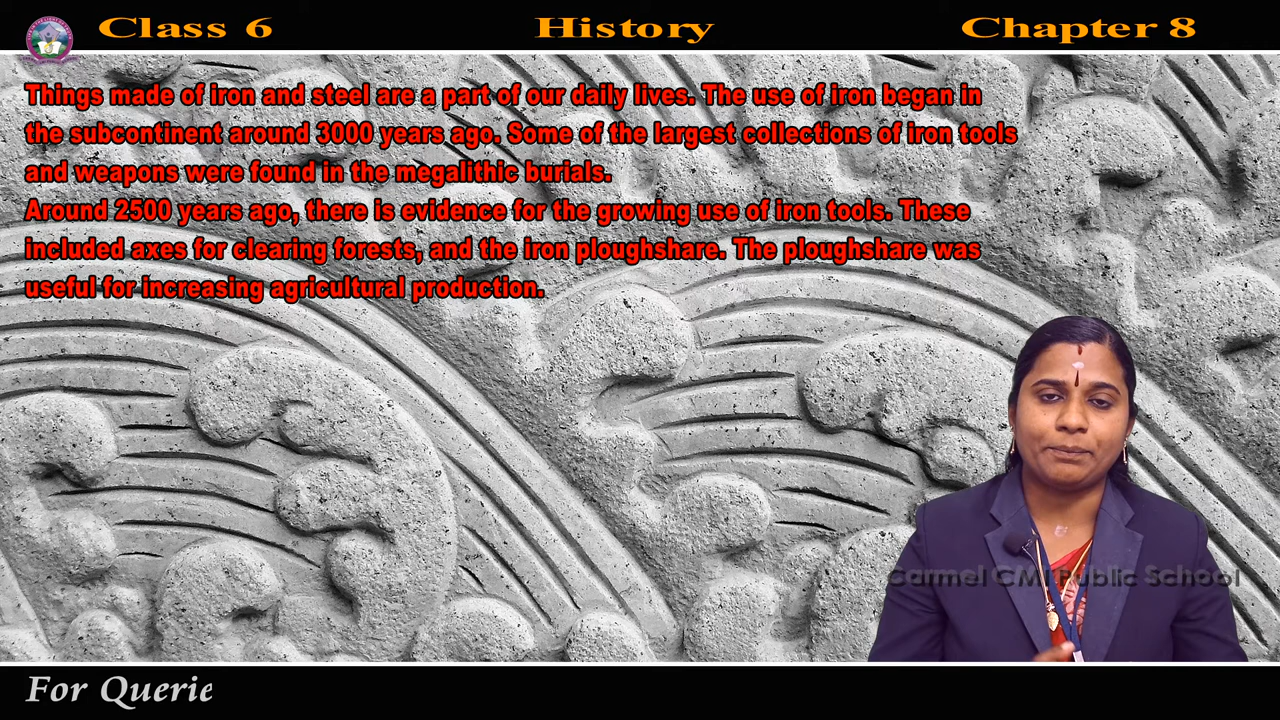 Class 6 History Chapter 8
Things made of iron and steel are a part of our daily lives. The use of iron began in
the subcontinent around 3000 years ago. Some of the largest collections of iron tools
and weapons were found in the megalithic burials.
Around 2500 years ago, there is evidence for the growing use of iron tools. These
included axes for clearing forests, and the iron ploughshare. The ploughshare was
useful for increasing agricultural production.
Carmel CMI Public School
For Querie